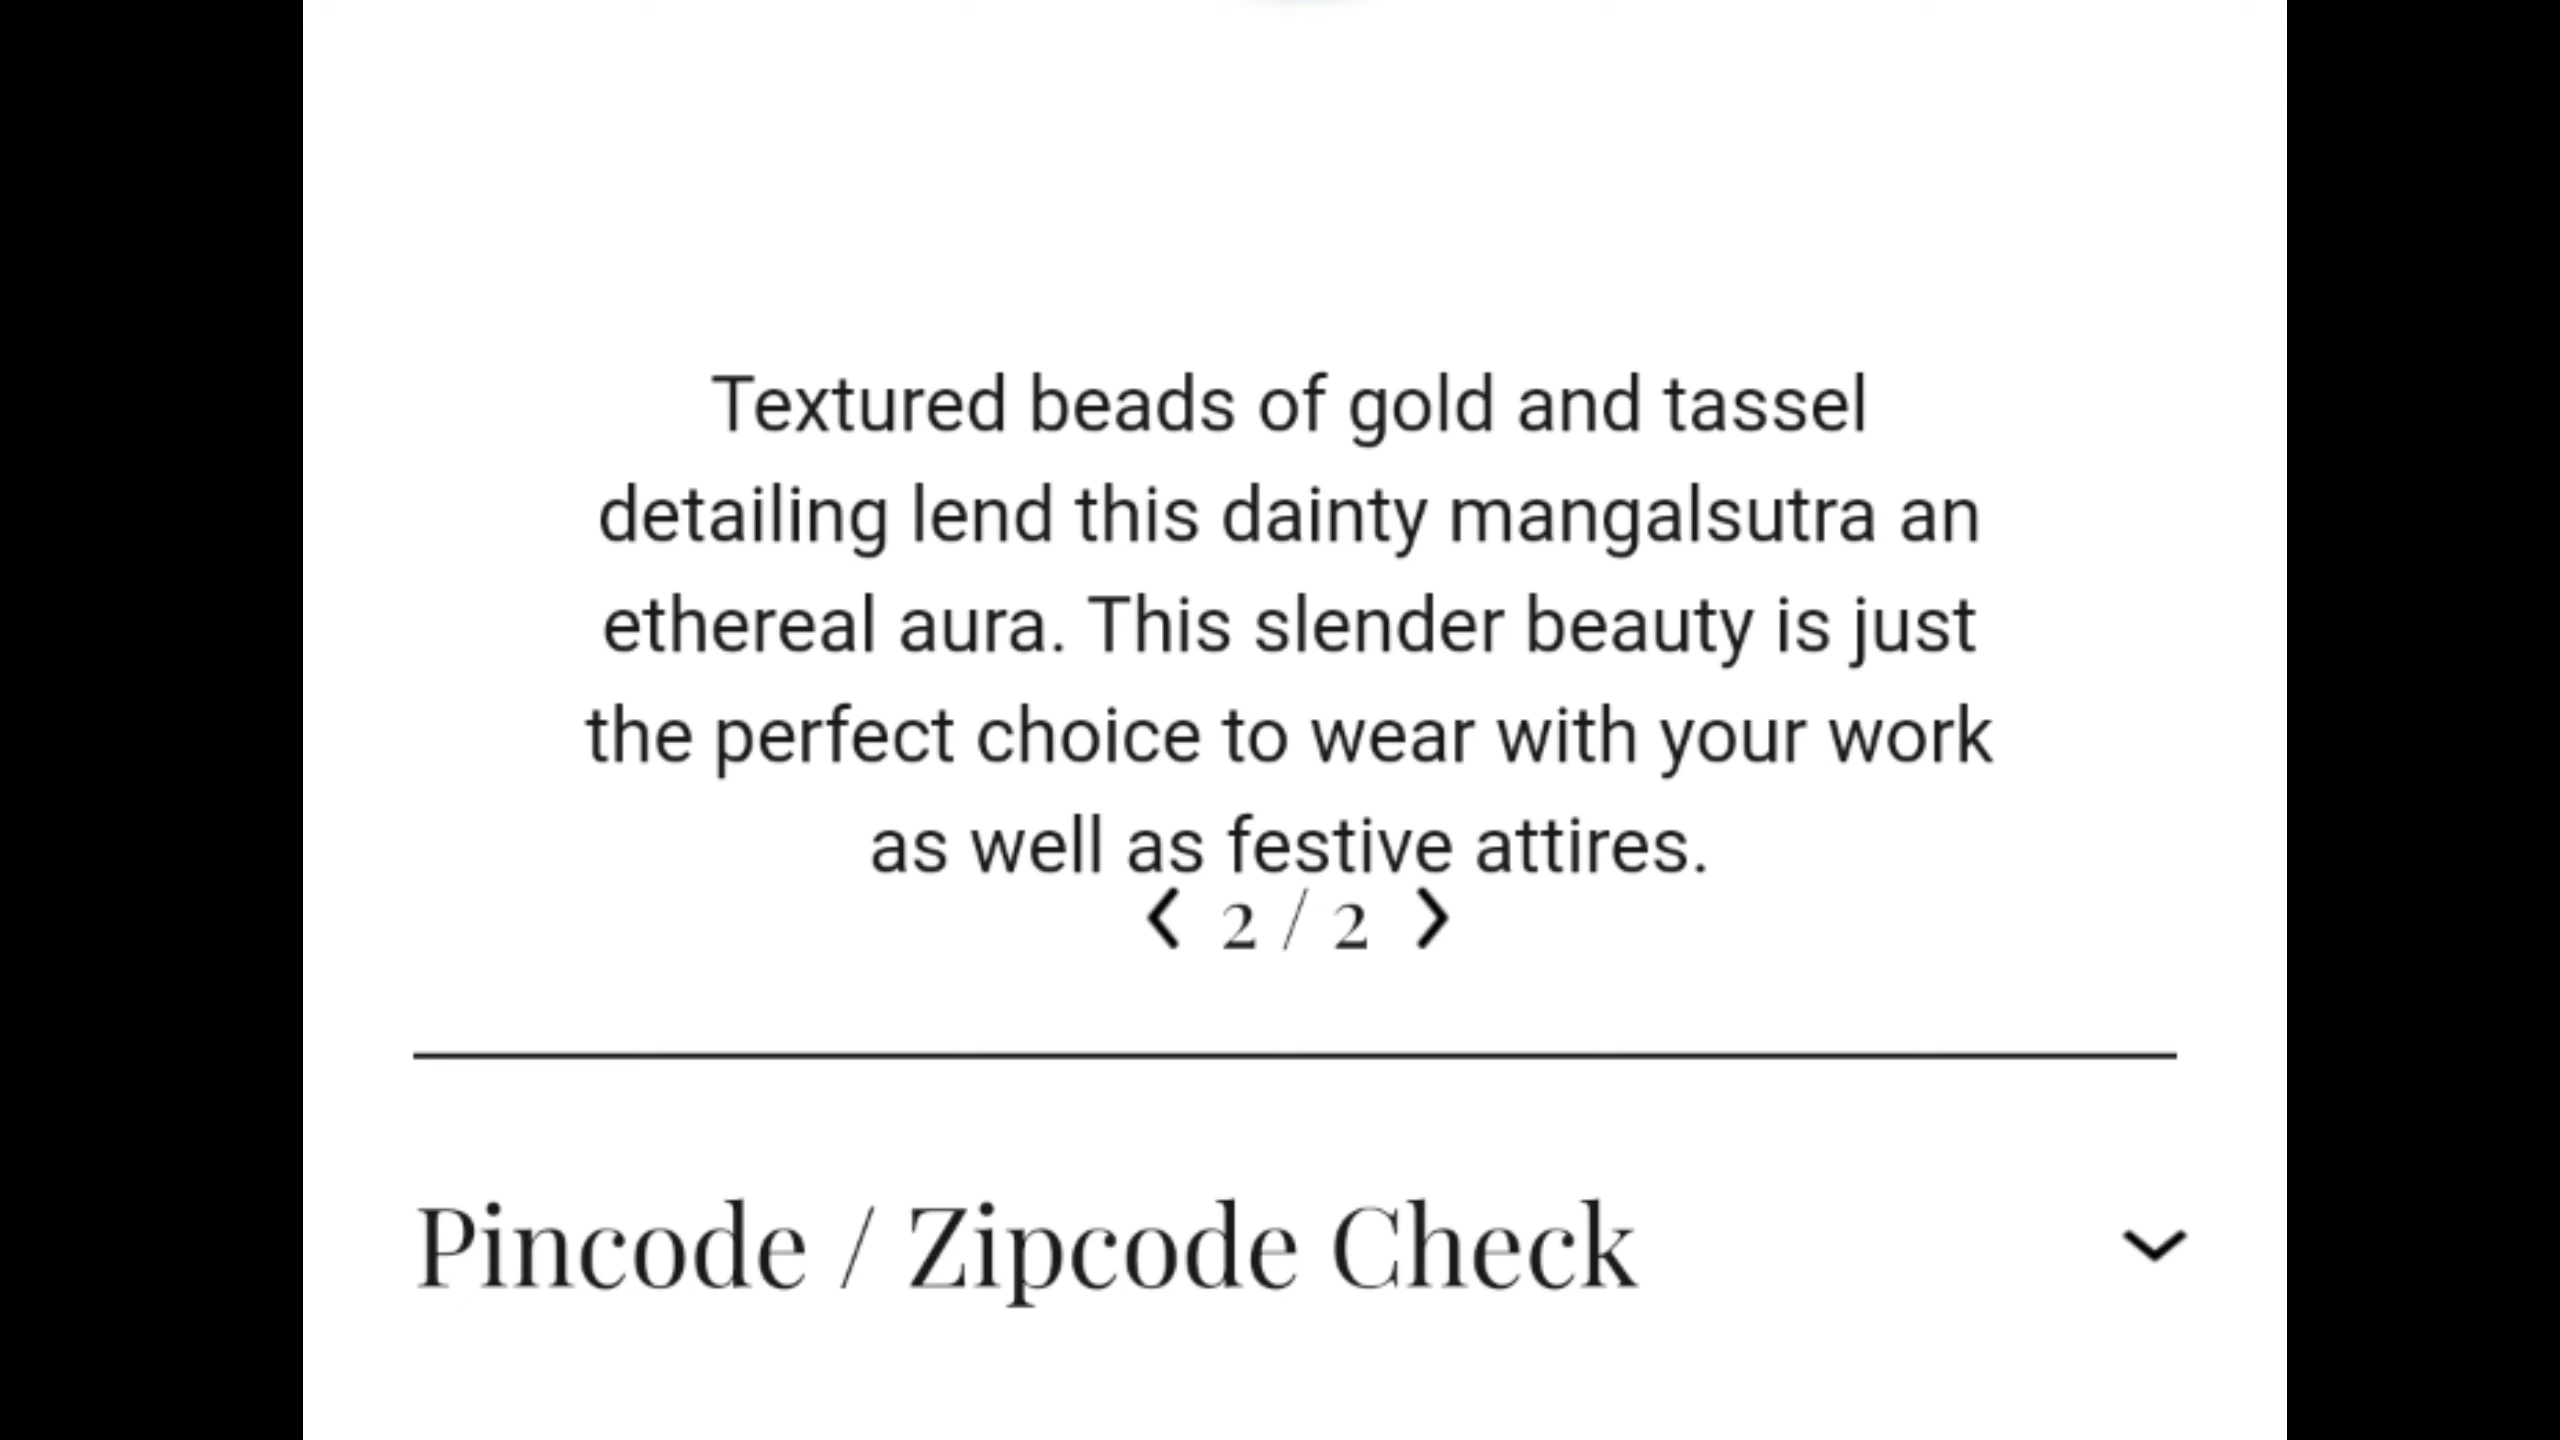 Textured beads of gold and tassel
detailing lend this dainty mangalsutra an
ethereal aura. This slender beauty is just
the perfect choice to wear with your work
as well as festive attires.
2 / 2
Pincode / Zipcode Check